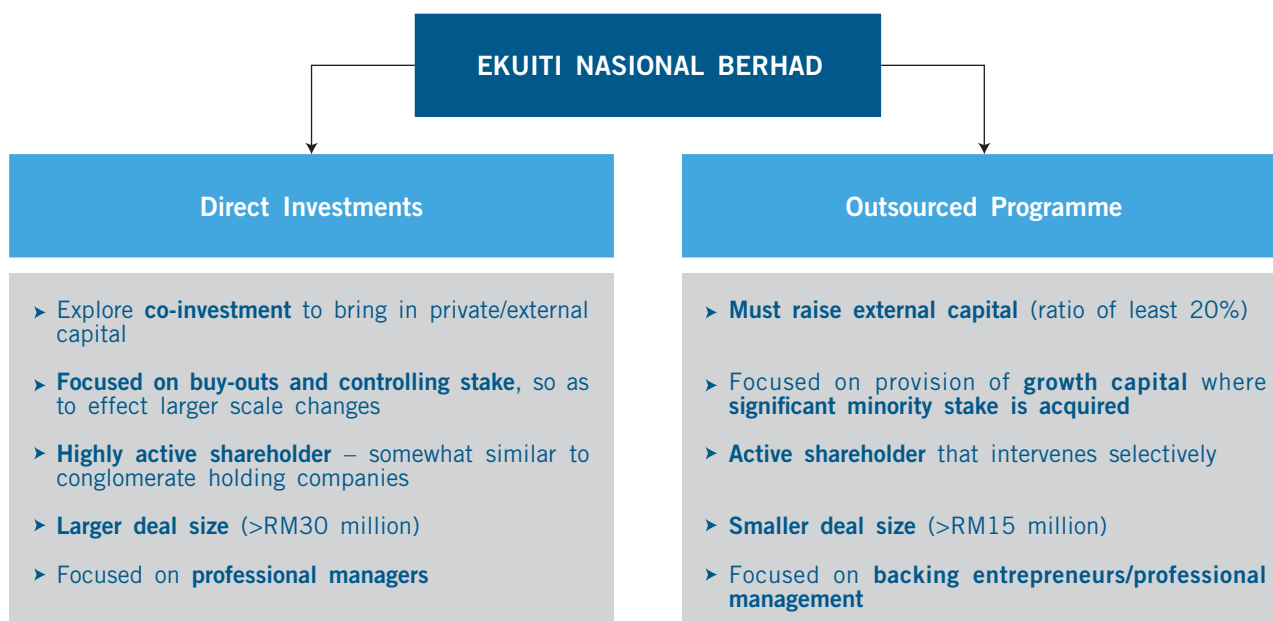 EKUITI NASIONAL BERHAD
Direct Investments
➤ Explore co-investment to bring in private/external
capital
➤ Focused on buy-outs and controlling stake, so as
to effect larger scale changes
➤ Highly active shareholder – somewhat similar to
conglomerate holding companies
➤ Larger deal size (>RM30 million)
➤ Focused on professional managers
Outsourced Programme
➤ Must raise external capital (ratio of least 20%)
➤ Focused on provision of growth capital where
significant minority stake is acquired
➤ Active shareholder that intervenes selectively
➤ Smaller deal size (>RM15 million)
➤ Focused on backing entrepreneurs/professional
management